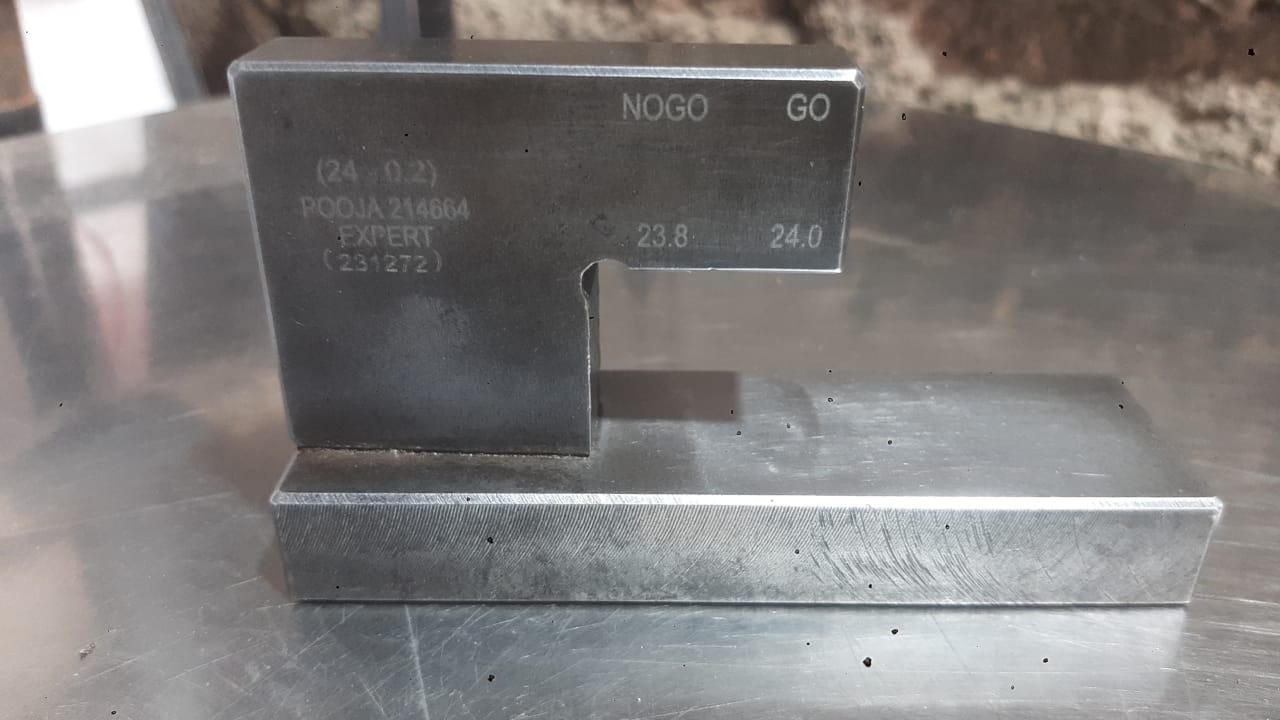 NOGO GO
(24 - 0.2)
POOJA 214664
EXPERT
(231272)
23.8 24.0